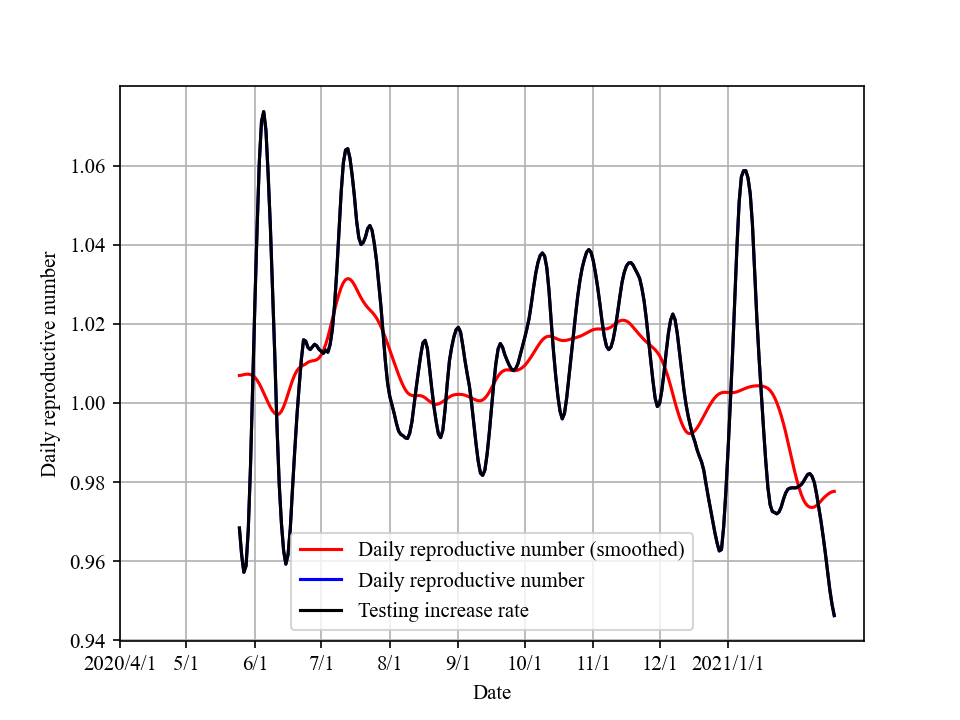 1.06
1.04
1.02
1.00
0.98
0.96
0.94
Daily reproductive number
Daily reproductive number (smoothed)
Daily reproductive number
Testing increase rate
2020/4/1 5/1 6/1 7/1 8/1 9/1 10/1 11/1 12/1 2021/1/1
Date